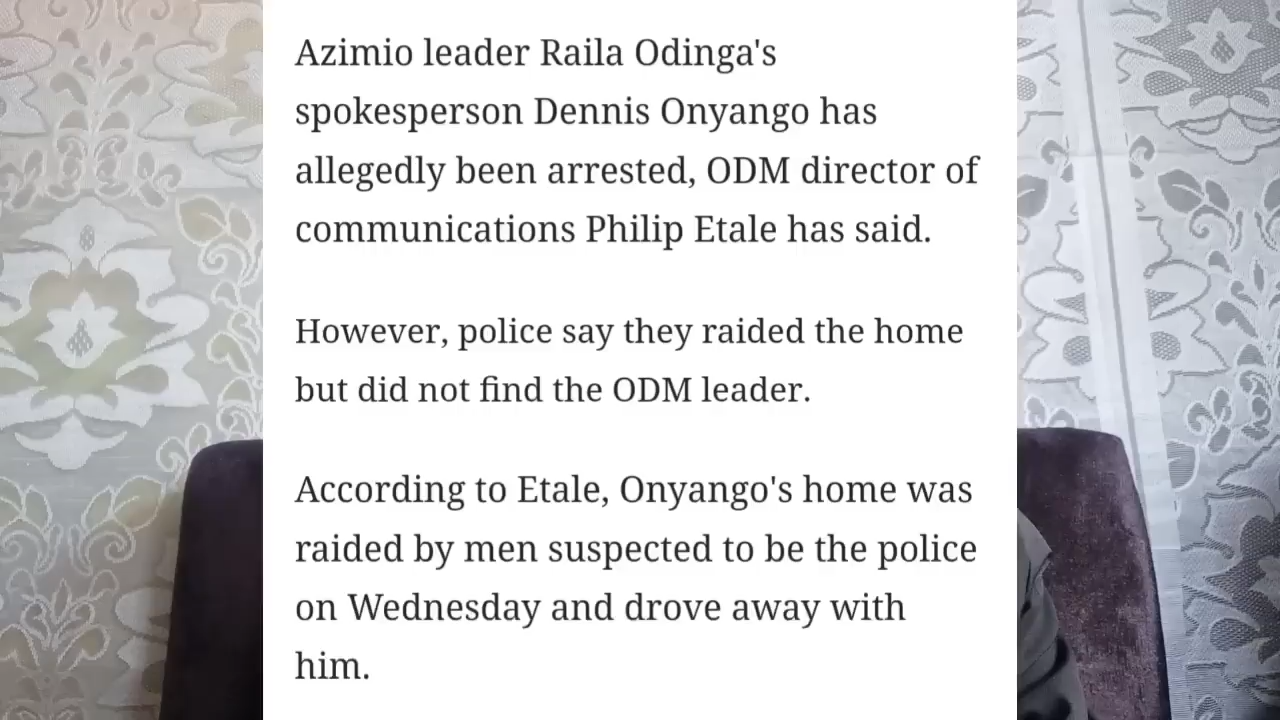 Azimio leader Raila Odinga's
spokesperson Dennis Onyango has
allegedly been arrested, ODM director of
communications Philip Etale has said.
However, police say they raided the home
but did not find the ODM leader.
According to Etale, Onyango's home was
raided by men suspected to be the police
on Wednesday and drove away with
him.